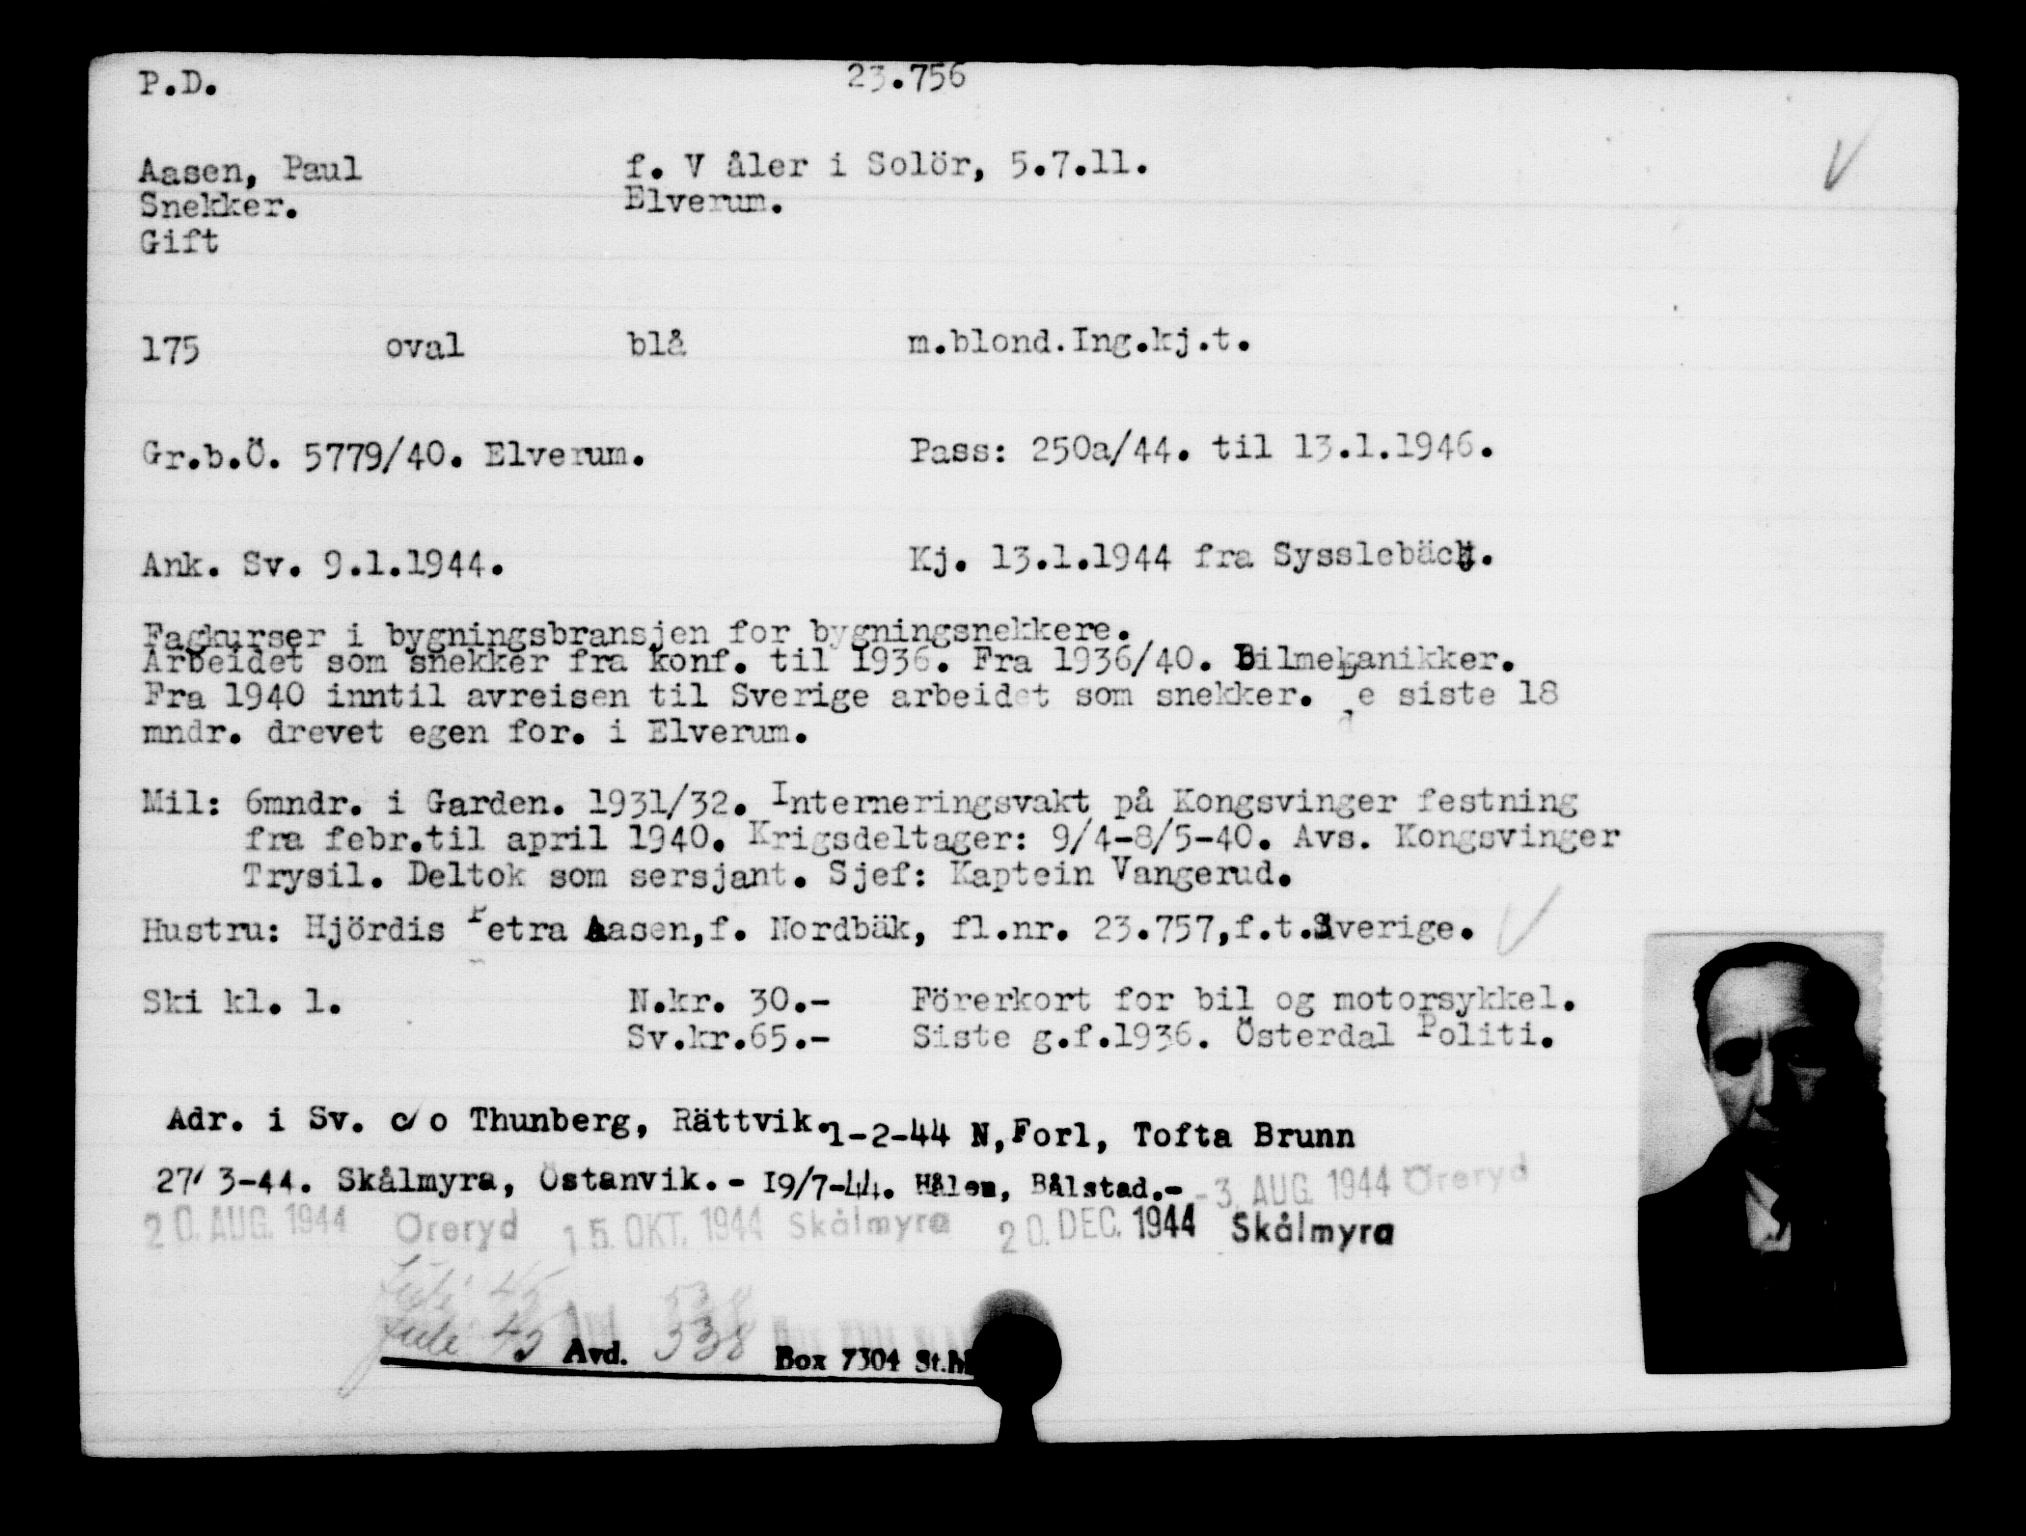 P.D. 23.756
Aasen, Paul f. V åler i Solör, 5.7.11.
Snekker. Elverum.
Gift
175 oval blå m.blond.Ing.kj.t.
Gr.b.Ö. 5779/40. Elverum. Pass: 250a/44. til 13.1.1946.
Ank. Sv. 9.1.1944. Kj. 13.1.1944 fra Sysslebäck.
Fagkurser i bygningsbransjen for bygningsnekkere.
Arbeidet som snekker fra konf. til 1936. Fra 1936/40. Bilmekanikker.
Fra 1940 inntil avreisen til Sverige arbeidet som snekker. De siste 18
mndr. drevet egen for. i Elverum.
Mil: 6mndr. i Garden. 1931/32. Interneringsvakt på Kongsvinger festning
fra febr.til april 1940. Krigsdeltager: 9/4-8/5-40. Avs. Kongsvinger
Trysil. Deltok som sersjant. Sjef: Kaptein Vangerud.
Hustru: Hjördis Petra Aasen,f. Nordbäk, fl.nr. 23.757,f.t.Sverige.
Ski kl. 1. N.kr. 30.- Förerkort for bil og motorsykkel.
Sv.kr.65.- Siste g.f.1936. Österdal Politi.
Adr. i Sv. c/o Thunberg, Rättvik.1-2-44 N,Forl, Tofta Brunn
27/3-44. Skålmyra, Östanvik.- 19/7-44. Hålen, Bålstad.- -3. AUG. 1944 Öreryd
20. AUG. 1944 Öreryd 15. OKT. 1944 Skålmyra 20. DEC. 1944 Skålmyra
Juli 45 538
Juli 45 Avd. 538 Box 7304 St.